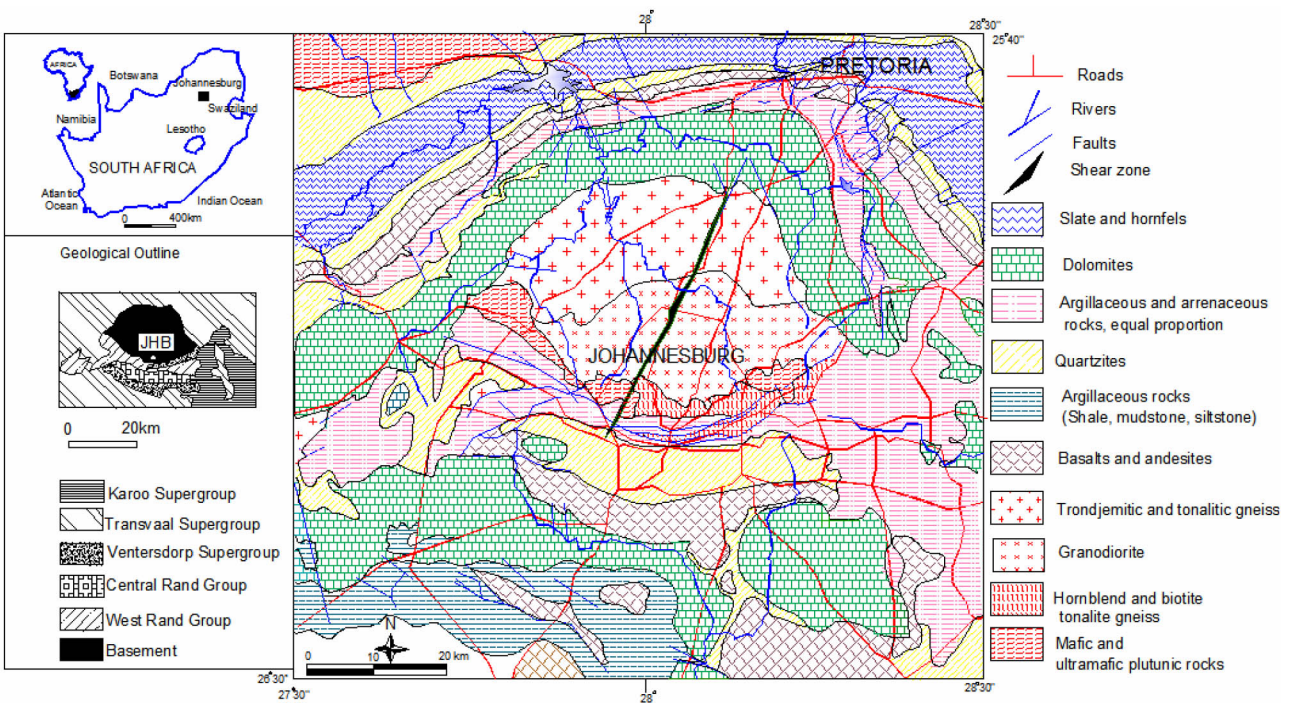 AFRICA
Botswana
Johannesburg
Swaziland
Namibia
Lesotho
SOUTH AFRICA
Atlantic
Ocean
Indian Ocean
0 400km
Geological Outline
JHB
0 20km
Karoo Supergroup
Transvaal Supergroup
Ventersdorp Supergroup
Central Rand Group
West Rand Group
Basement
28°
28°30'’
25°40'’
PRETORIA
JOHANNESBURG
N
0 10 20 km
26°30'’
27°30'’
28°
28°30'’
Roads
Rivers
Faults
Shear zone
Slate and hornfels
Dolomites
Argillaceous and arrenaceous
rocks, equal proportion
Quartzites
Argillaceous rocks
(Shale, mudstone, siltstone)
Basalts and andesites
Trondjemitic and tonalitic gneiss
Granodiorite
Hornblend and biotite
tonalite gneiss
Mafic and
ultramafic plutunic rocks